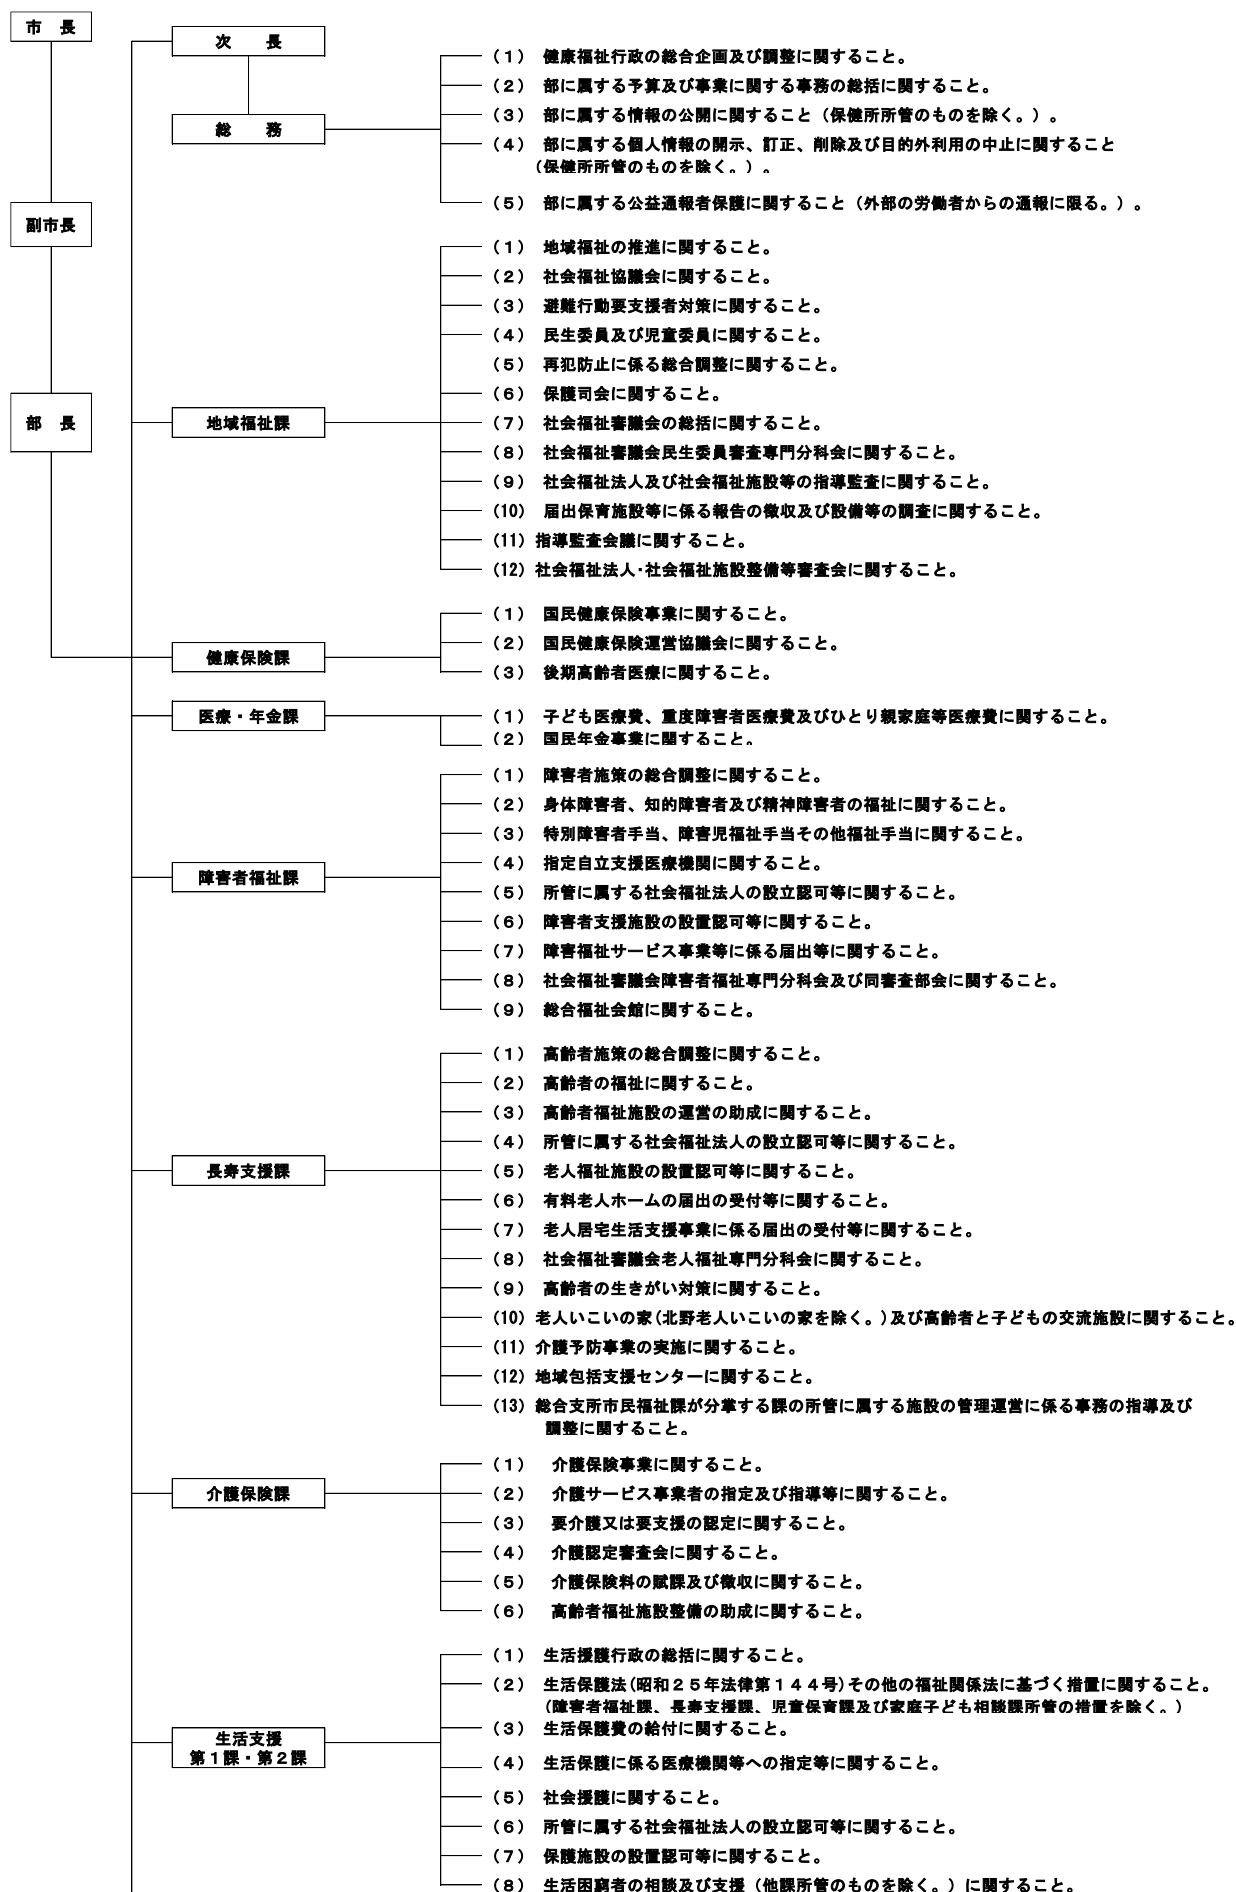 市　長
副市長
部　長
次　　長
総　　務
（１）　健康福祉行政の総合企画及び調整に関すること。
（２）　部に属する予算及び事業に関する事務の総括に関すること。
（３）　部に属する情報の公開に関すること（保健所所管のものを除く。）。
（４）　部に属する個人情報の開示、訂正、削除及び目的外利用の中止に関すること
（保健所所管のものを除く。）。
（５）　部に属する公益通報者保護に関すること（外部の労働者からの通報に限る。）。
地域福祉課
（１）　地域福祉の推進に関すること。
（２）　社会福祉協議会に関すること。
（３）　避難行動要支援者対策に関すること。
（４）　民生委員及び児童委員に関すること。
（５）　再犯防止に係る総合調整に関すること。
（６）　保護司会に関すること。
（７）　社会福祉審議会の総括に関すること。
（８）　社会福祉審議会民生委員審査専門分科会に関すること。
（９）　社会福祉法人及び社会福祉施設等の指導監査に関すること。
(10)　届出保育施設等に係る報告の徴収及び設備等の調査に関すること。
(11) 指導監査会議に関すること。
(12) 社会福祉法人･社会福祉施設整備等審査会に関すること。
健康保険課
（１）　国民健康保険事業に関すること。
（２）　国民健康保険運営協議会に関すること。
（３）　後期高齢者医療に関すること。
医療・年金課
（１）　子ども医療費、重度障害者医療費及びひとり親家庭等医療費に関すること。
（２）　国民年金事業に関すること。
障害者福祉課
（１）　障害者施策の総合調整に関すること。
（２）　身体障害者、知的障害者及び精神障害者の福祉に関すること。
（３）　特別障害者手当、障害児福祉手当その他福祉手当に関すること。
（４）　指定自立支援医療機関に関すること。
（５）　所管に属する社会福祉法人の設立認可等に関すること。
（６）　障害者支援施設の設置認可等に関すること。
（７）　障害福祉サービス事業等に係る届出等に関すること。
（８）　社会福祉審議会障害者福祉専門分科会及び同審査部会に関すること。
（９）　総合福祉会館に関すること。
長寿支援課
（１）　高齢者施策の総合調整に関すること。
（２）　高齢者の福祉に関すること。
（３）　高齢者福祉施設の運営の助成に関すること。
（４）　所管に属する社会福祉法人の設立認可等に関すること。
（５）　老人福祉施設の設置認可等に関すること。
（６）　有料老人ホームの届出の受付等に関すること。
（７）　老人居宅生活支援事業に係る届出の受付等に関すること。
（８）　社会福祉審議会老人福祉専門分科会に関すること。
（９）　高齢者の生きがい対策に関すること。
(10) 老人いこいの家(北野老人いこいの家を除く。)及び高齢者と子どもの交流施設に関すること。
(11) 介護予防事業の実施に関すること。
(12) 地域包括支援センターに関すること。
(13) 総合支所市民福祉課が分掌する課の所管に属する施設の管理運営に係る事務の指導及び
調整に関すること。
介護保険課
（１）　介護保険事業に関すること。
（２）　介護サービス事業者の指定及び指導等に関すること。
（３）　要介護又は要支援の認定に関すること。
（４）　介護認定審査会に関すること。
（５）　介護保険料の賦課及び徴収に関すること。
（６）　高齢者福祉施設整備の助成に関すること。
生活支援
第１課・第２課
（１）　生活援護行政の総括に関すること。
（２）　生活保護法(昭和２５年法律第１４４号)その他の福祉関係法に基づく措置に関すること。
(障害者福祉課、長寿支援課、児童保育課及び家庭子ども相談課所管の措置を除く。)
（３）　生活保護費の給付に関すること。
（４）　生活保護に係る医療機関等への指定等に関すること。
（５）　社会援護に関すること。
（６）　所管に属する社会福祉法人の設立認可等に関すること。
（７）　保護施設の設置認可等に関すること。
（８）　生活困窮者の相談及び支援（他課所管のものを除く。）に関すること。